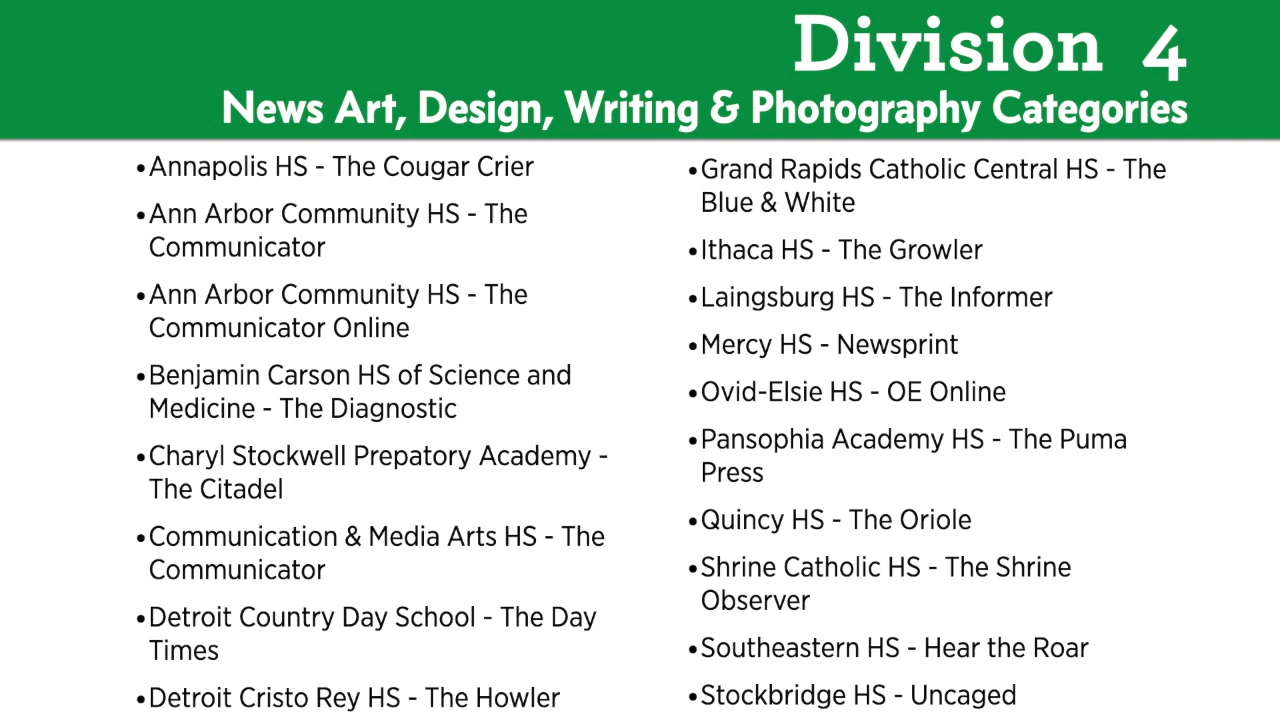 Division 4
News Art, Design, Writing & Photography Categories
•Annapolis HS - The Cougar Crier
•Ann Arbor Community HS - The
Communicator
•Ann Arbor Community HS - The
Communicator Online
•Benjamin Carson HS of Science and
Medicine - The Diagnostic
•Charyl Stockwell Prepatory Academy -
The Citadel
•Communication & Media Arts HS - The
Communicator
•Detroit Country Day School - The Day
Times
•Detroit Cristo Rey HS - The Howler
•Grand Rapids Catholic Central HS - The
Blue & White
•Ithaca HS - The Growler
•Laingsburg HS - The Informer
•Mercy HS - Newsprint
•Ovid-Elsie HS - OE Online
•Pansophia Academy HS - The Puma
Press
•Quincy HS - The Oriole
•Shrine Catholic HS - The Shrine
Observer
•Southeastern HS - Hear the Roar
•Stockbridge HS - Uncaged